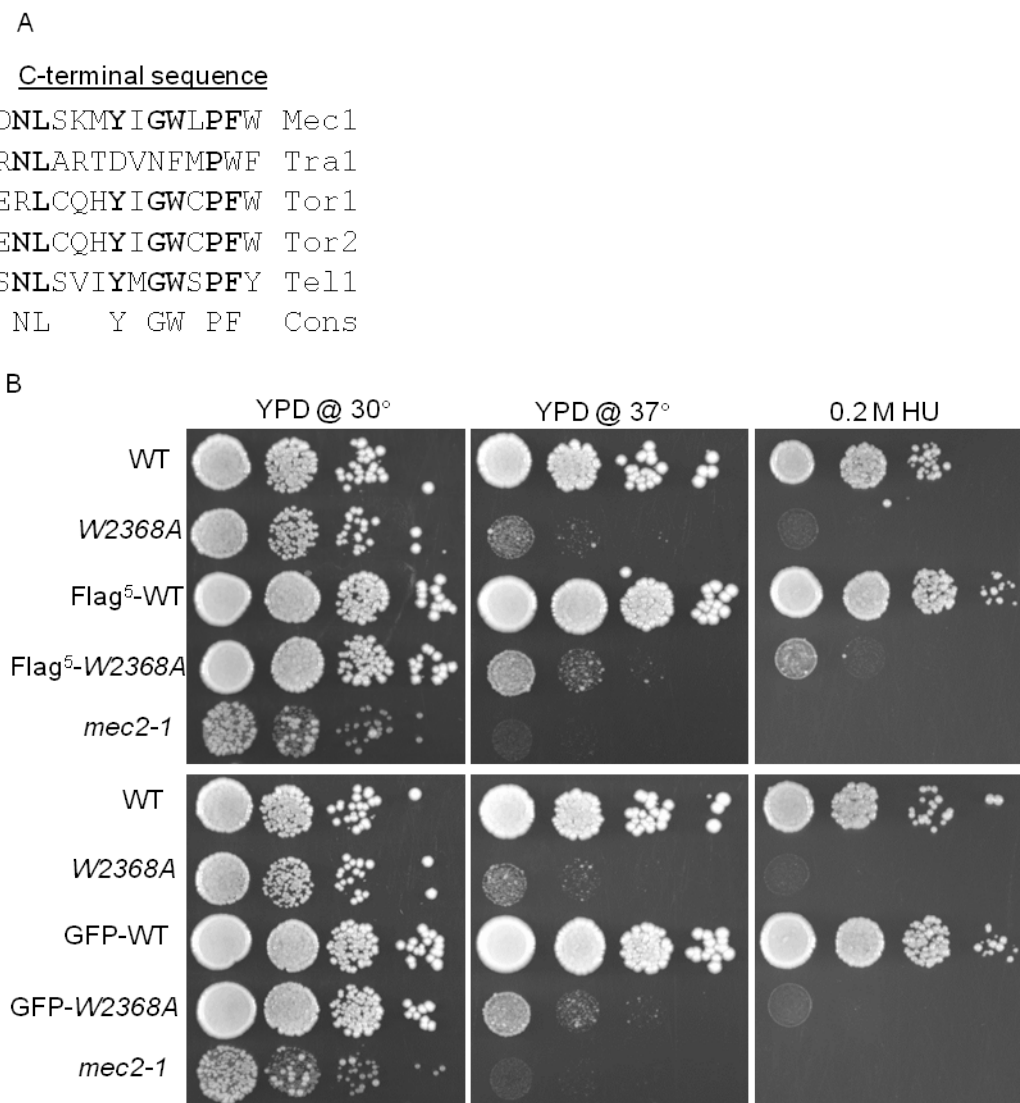 A
C-terminal sequence
DNLSKMYIGWLPFW Mec1
RNLARTDVNFMPWF Tra1
ERLCQHYIGWCPFW Tor1
ENLCQHYIGWCPFW Tor2
SNLSVIYMGWSPFY Tel1
NL Y GW PF Cons
B
YPD @ 30° YPD @ 37° 0.2 M HU
WT
W2368A
Flag⁵-WT
Flag⁵-W2368A
mec2-1
WT
W2368A
GFP-WT
GFP-W2368A
mec2-1